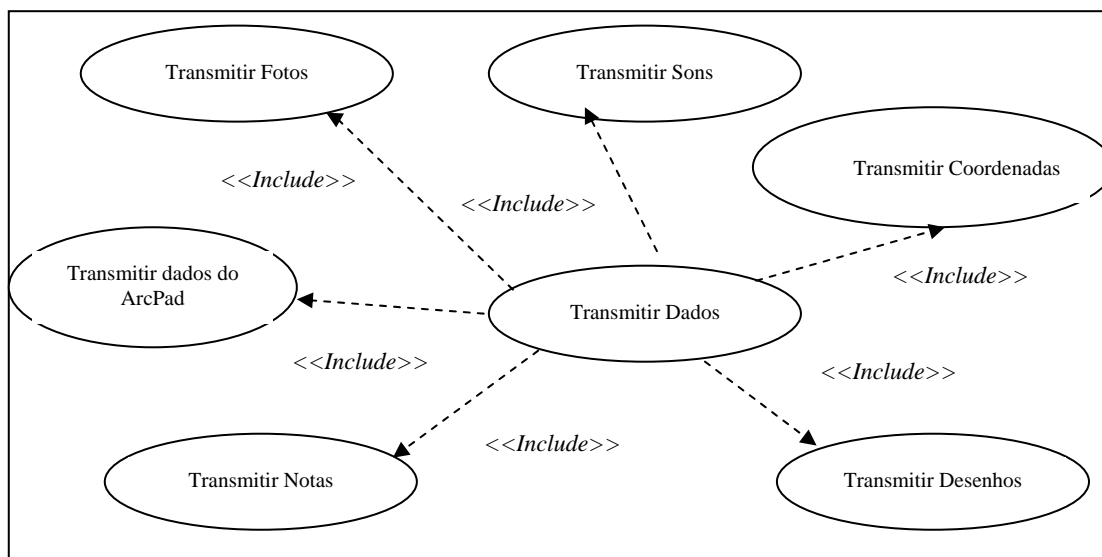 Transmitir Fotos
Transmitir Sons
Transmitir Coordenadas
<<Include>>
<<Include>>
<<Include>>
Transmitir dados do
ArcPad
Transmitir Dados
<<Include>>
<<Include>>
<<Include>>
Transmitir Notas
Transmitir Desenhos